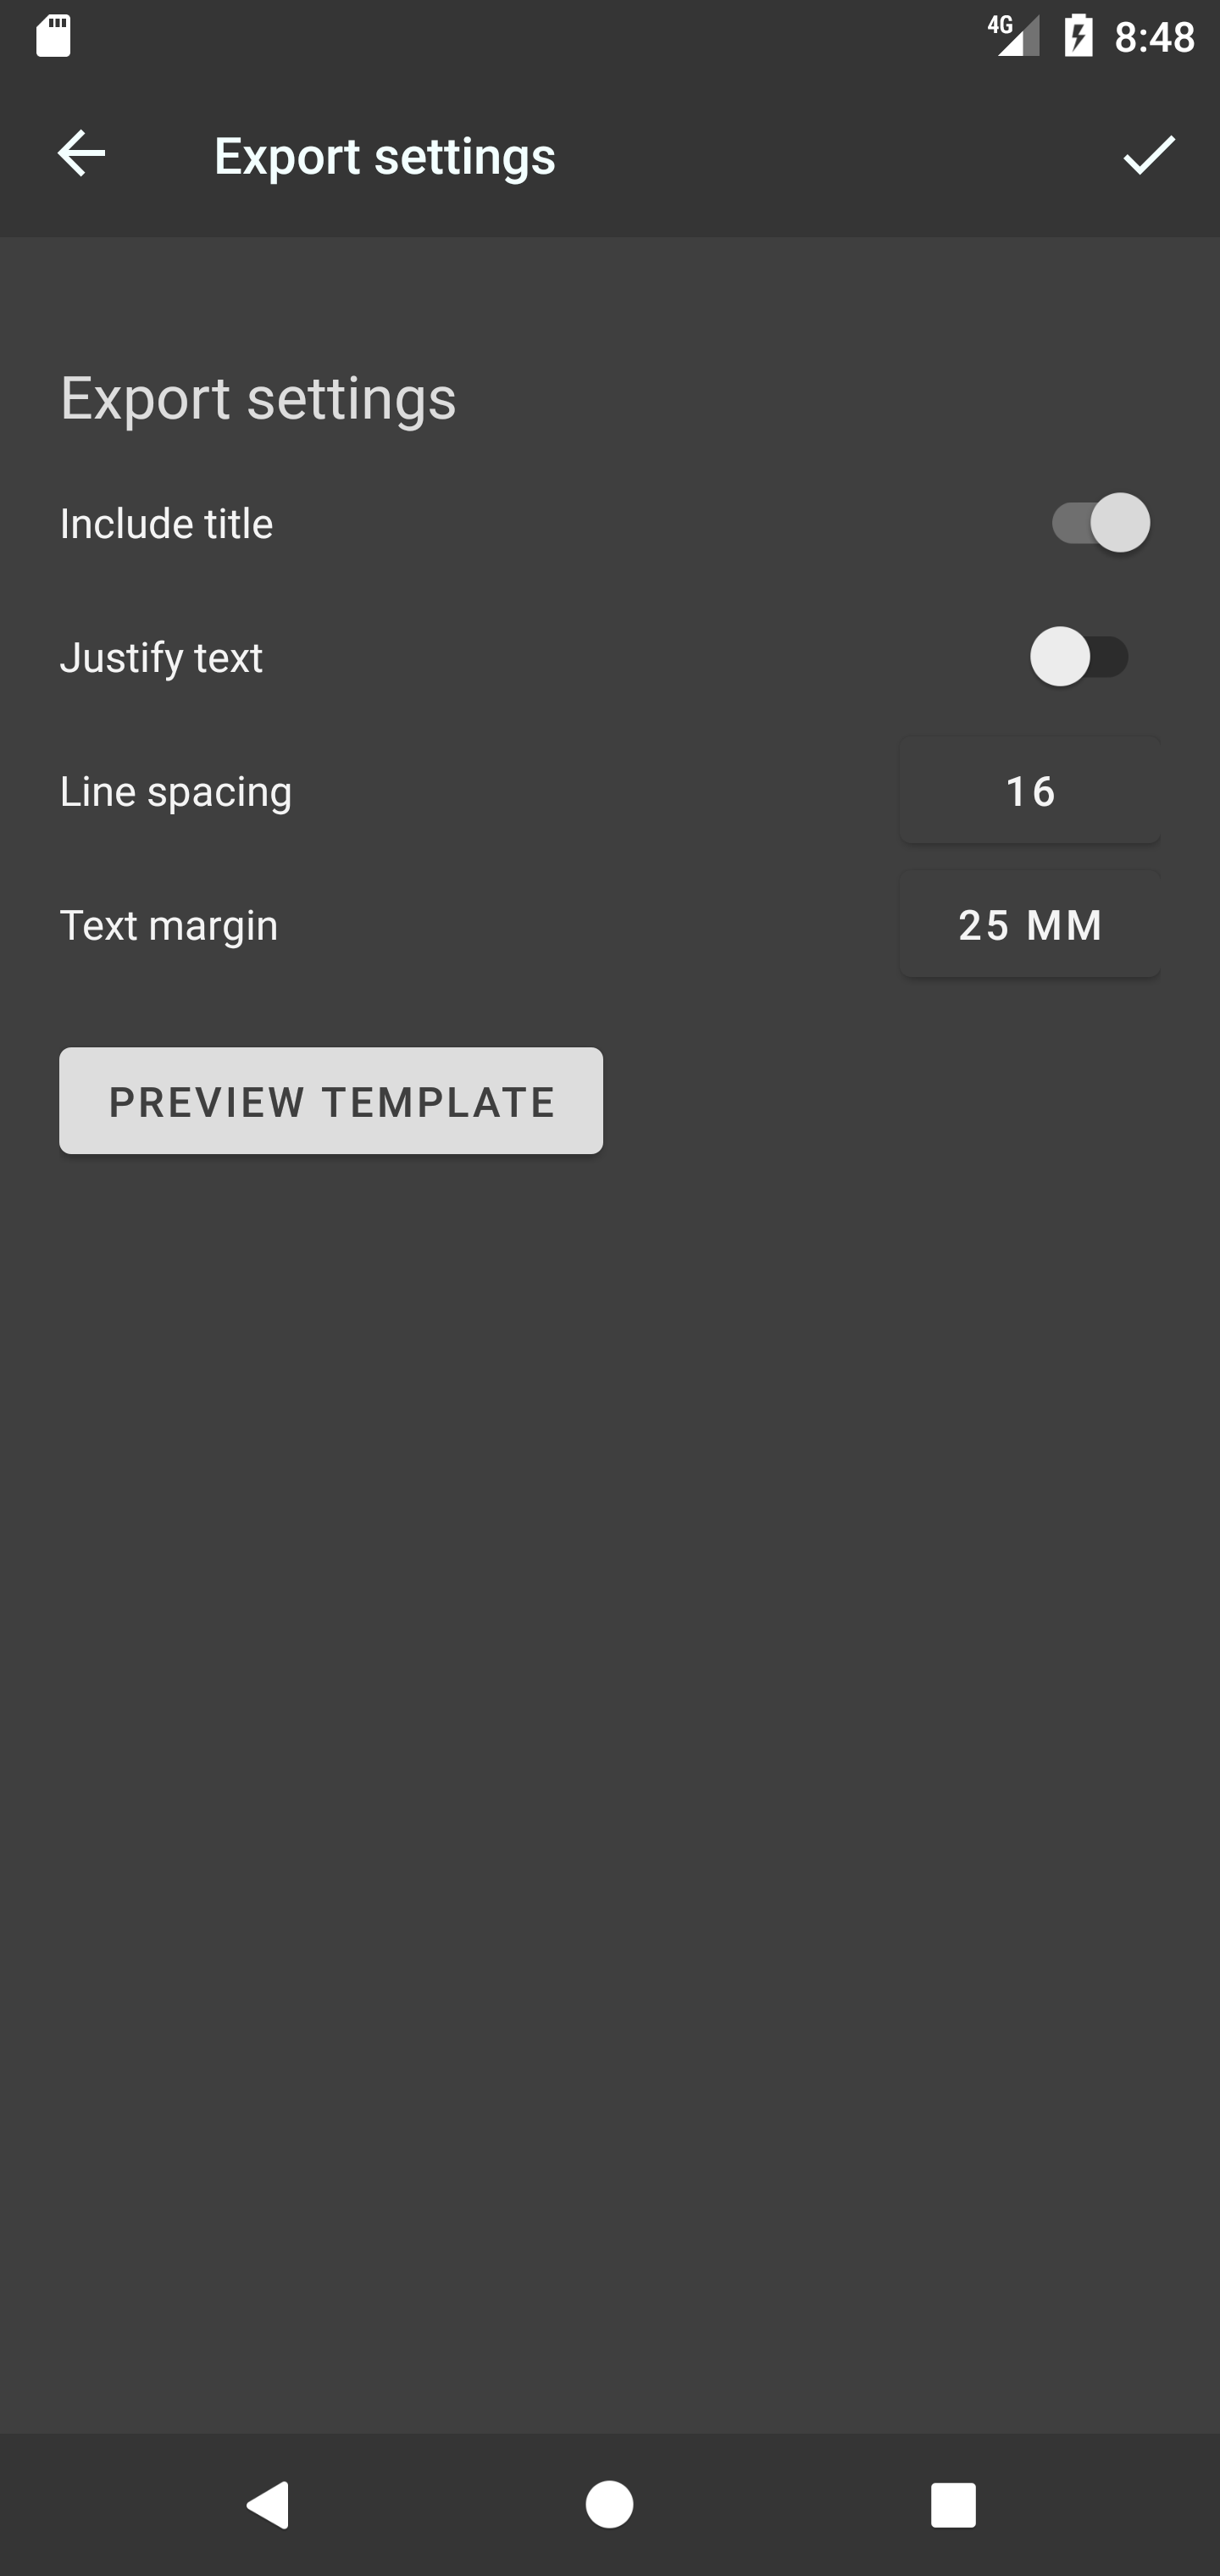 4G 8:48
Export settings
Export settings
Include title
Justify text
Line spacing 16
Text margin 25 MM
PREVIEW TEMPLATE